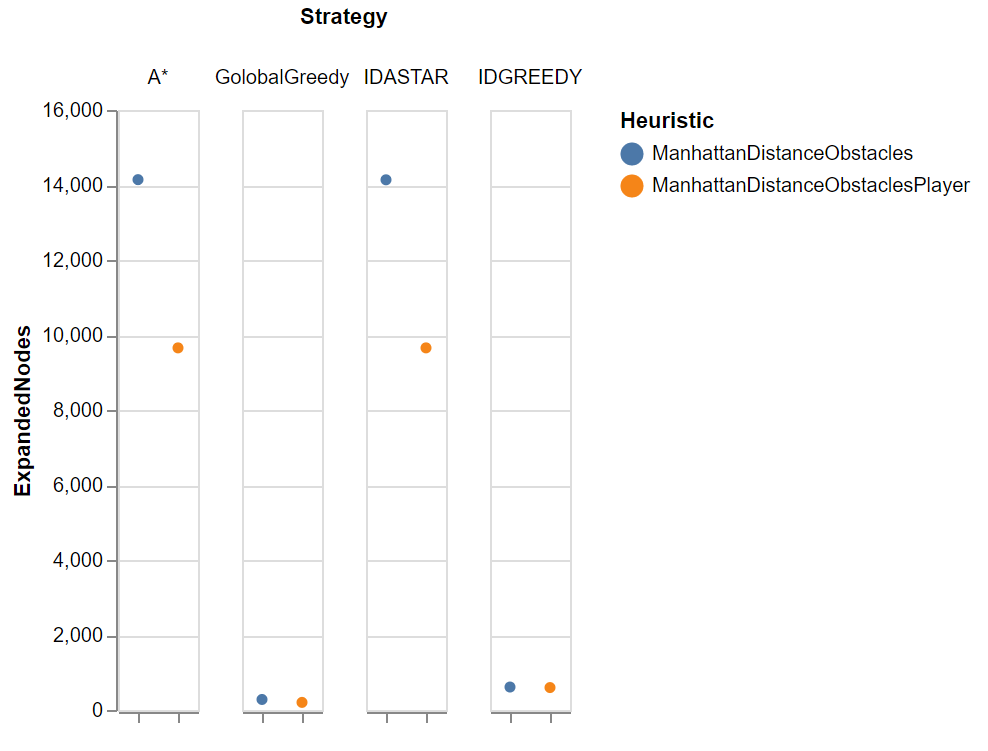 Strategy
A*
GolobalGreedy
IDASTAR
IDGREEDY
16,000
14,000
12,000
10,000
8,000
6,000
4,000
2,000
0
ExpandedNodes
Heuristic
ManhattanDistanceObstacles
ManhattanDistanceObstaclesPlayer